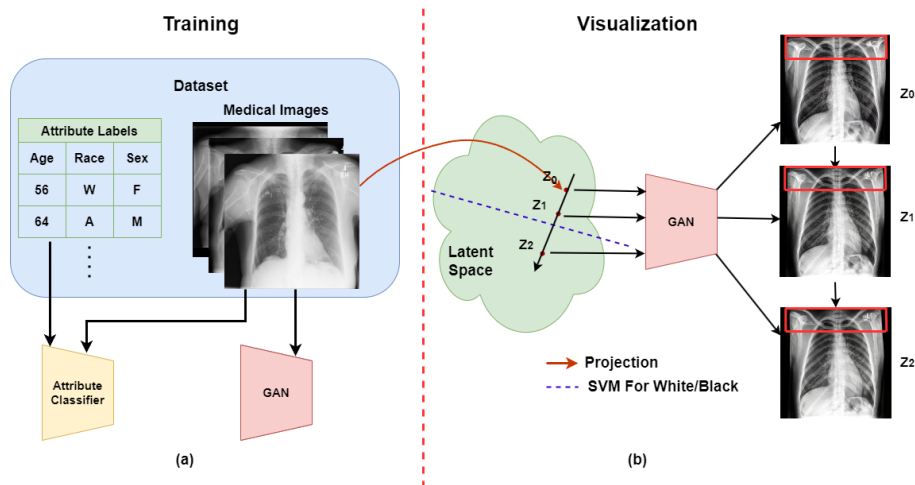 Training
Dataset
Attribute Labels
Age Race Sex
56 W F
64 A M
Medical Images
Attribute
Classifier
GAN
(a)
Visualization
Z0
Z1
Z2
Latent
Space
GAN
Projection
SVM For White/Black
Z0
Z1
Z2
(b)